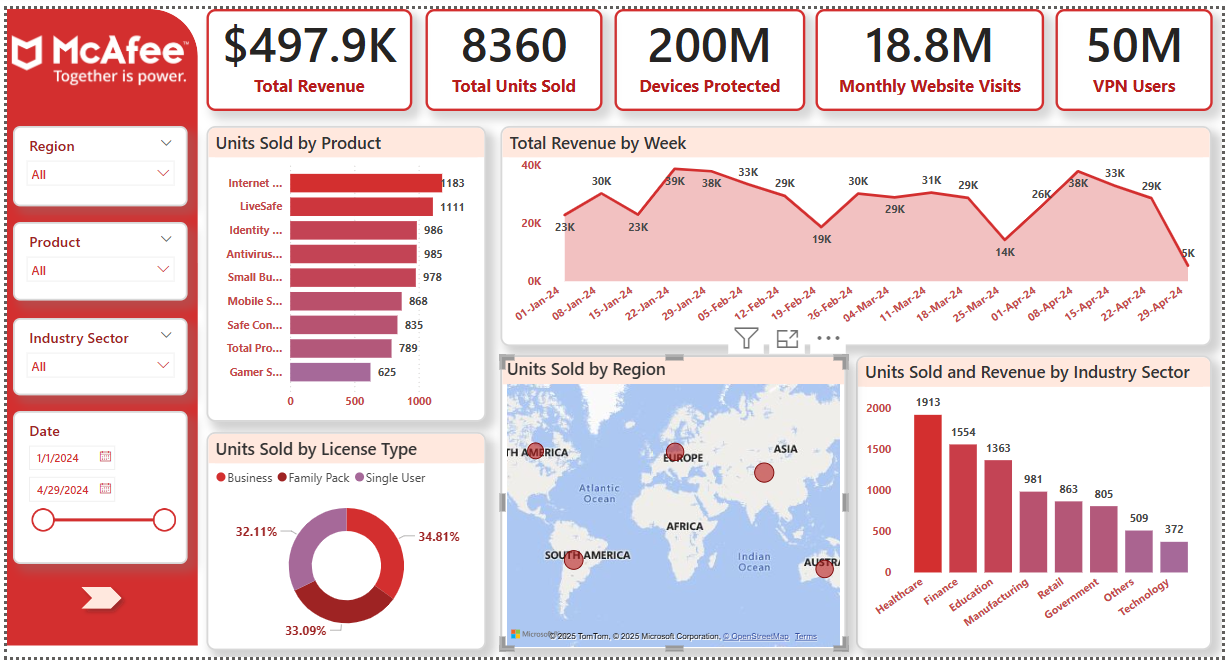 McAfee™
Together is power.
$497.9K
Total Revenue
8360
Total Units Sold
200M
Devices Protected
18.8M
Monthly Website Visits
50M
VPN Users
Region
All
Product
All
Industry Sector
All
Date
1/1/2024
4/29/2024
Units Sold by Product
Internet ... 1183
LiveSafe 1111
Identity ... 986
Antivirus... 985
Small Bu... 978
Mobile S... 868
Safe Con... 835
Total Pro... 789
Gamer S... 625
0 500 1000
Units Sold by License Type
Business Family Pack Single User
32.11%
34.81%
33.09%
Total Revenue by Week
40K
20K
0K
23K 30K 23K 39K 38K 33K 29K 19K 30K 29K 31K 29K 14K 26K 38K 33K 29K 5K
01-Jan-24 08-Jan-24 15-Jan-24 22-Jan-24 29-Jan-24 05-Feb-24 12-Feb-24 19-Feb-24 26-Feb-24 04-Mar-24 11-Mar-24 18-Mar-24 25-Mar-24 01-Apr-24 08-Apr-24 15-Apr-24 22-Apr-24 29-Apr-24
Units Sold by Region
TH AMERICA
EUROPE
ASIA
Atlantic
Ocean
AFRICA
SOUTH AMERICA
Indian
Ocean
AUSTRA
Microsoft
© 2025 TomTom, © 2025 Microsoft Corporation, © OpenStreetMap Terms
Units Sold and Revenue by Industry Sector
2000
1500
1000
500
0
1913 1554 1363 981 863 805 509 372
Healthcare Finance Education Manufacturing Retail Government Others Technology